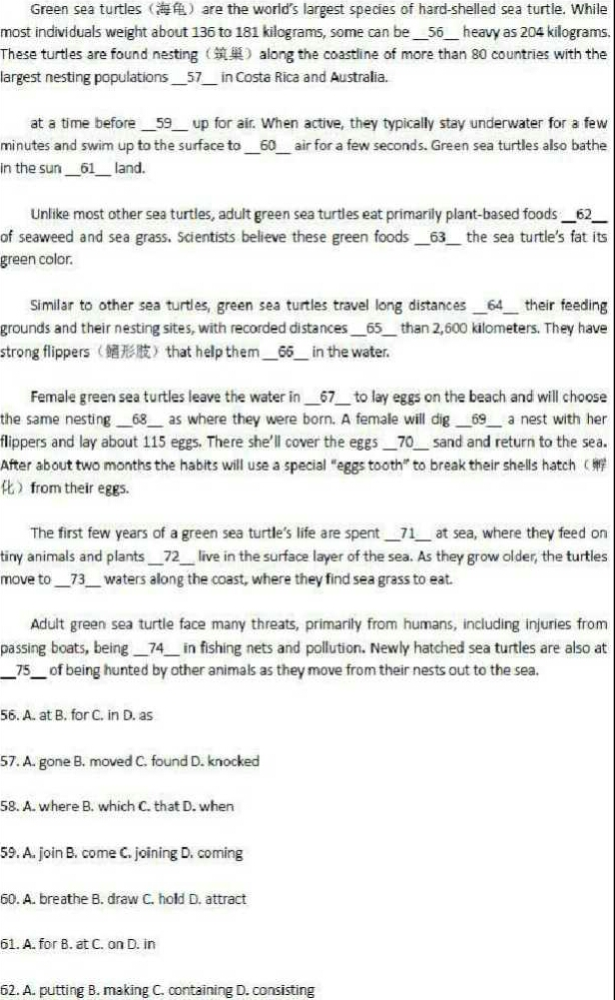 Green sea turtles（海龟）are the world's largest species of hard-shelled sea turtle. While
most individuals weight about 136 to 181 kilograms, some can be __56__ heavy as 204 kilograms.
These turtles are found nesting（筑巢）along the coastline of more than 80 countries with the
largest nesting populations __57__ in Costa Rica and Australia.
at a time before __59__ up for air. When active, they typically stay underwater for a few
minutes and swim up to the surface to __60__ air for a few seconds. Green sea turtles also bathe
in the sun __61__ land.
Unlike most other sea turtles, adult green sea turtles eat primarily plant-based foods __62__
of seaweed and sea grass. Scientists believe these green foods __63__ the sea turtle's fat its
green color.
Similar to other sea turtles, green sea turtles travel long distances __64__ their feeding
grounds and their nesting sites, with recorded distances __65__ than 2,600 kilometers. They have
strong flippers（鳍形肢）that help them __66__ in the water.
Female green sea turtles leave the water in __67__ to lay eggs on the beach and will choose
the same nesting __68__ as where they were born. A female will dig __69__ a nest with her
flippers and lay about 115 eggs. There she'll cover the eggs __70__ sand and return to the sea.
After about two months the habits will use a special "eggs tooth" to break their shells hatch（孵
化）from their eggs.
The first few years of a green sea turtle's life are spent __71__ at sea, where they feed on
tiny animals and plants __72__ live in the surface layer of the sea. As they grow older, the turtles
move to __73__ waters along the coast, where they find sea grass to eat.
Adult green sea turtle face many threats, primarily from humans, including injuries from
passing boats, being __74__ in fishing nets and pollution. Newly hatched sea turtles are also at
__75__ of being hunted by other animals as they move from their nests out to the sea.
56. A. at B. for C. in D. as
57. A. gone B. moved C. found D. knocked
58. A. where B. which C. that D. when
59. A. join B. come C. joining D. coming
60. A. breathe B. draw C. hold D. attract
61. A. for B. at C. on D. in
62. A. putting B. making C. containing D. consisting